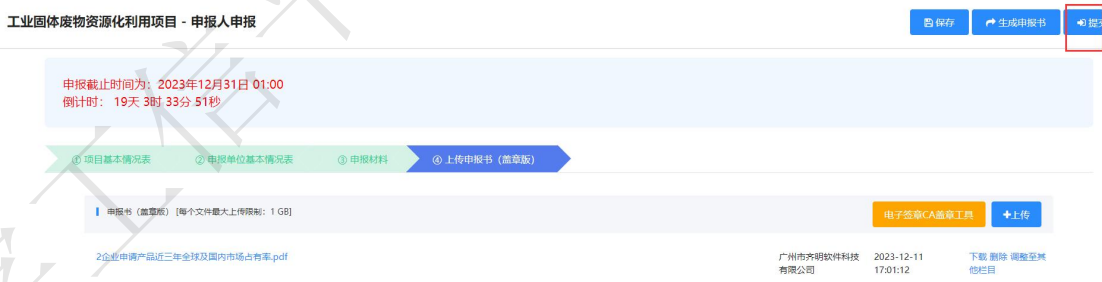 工业固体废物资源化利用项目 - 申报人申报
保存
生成申报书
提交
申报截止时间为：2023年12月31日 01:00
倒计时： 19天 3时 33分 51秒
① 项目基本情况表
② 申报单位基本情况表
③ 申报材料
④ 上传申报书（盖章版）
申报书（盖章版） [每个文件最大上传限制：1 GB]
电子签章CA盖章工具
+上传
2企业申请产品近三年全球及国内市场占有率.pdf
广州市齐明软件科技
有限公司
2023-12-11
17:01:12
下载 删除 调整至其
他栏目